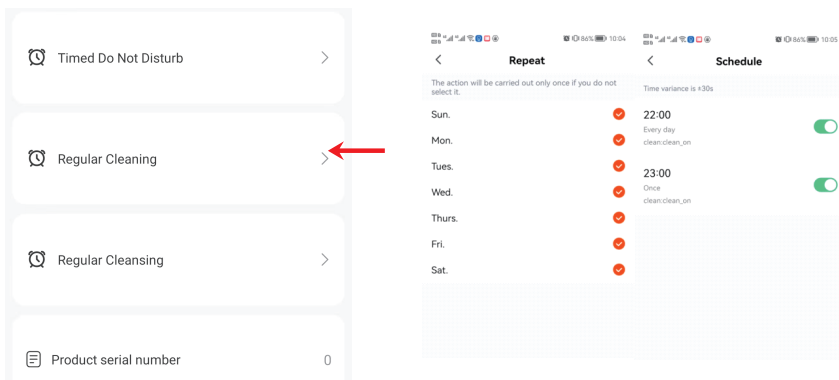 Timed Do Not Disturb
Regular Cleaning
Regular Cleansing
Product serial number 0
86% 10:04
Repeat
The action will be carried out only once if you do not
select it.
Sun.
Mon.
Tues.
Wed.
Thurs.
Fri.
Sat.
86% 10:05
Schedule
Time variance is ±30s
22:00
Every day
clean:clean_on
23:00
Once
clean:clean_on